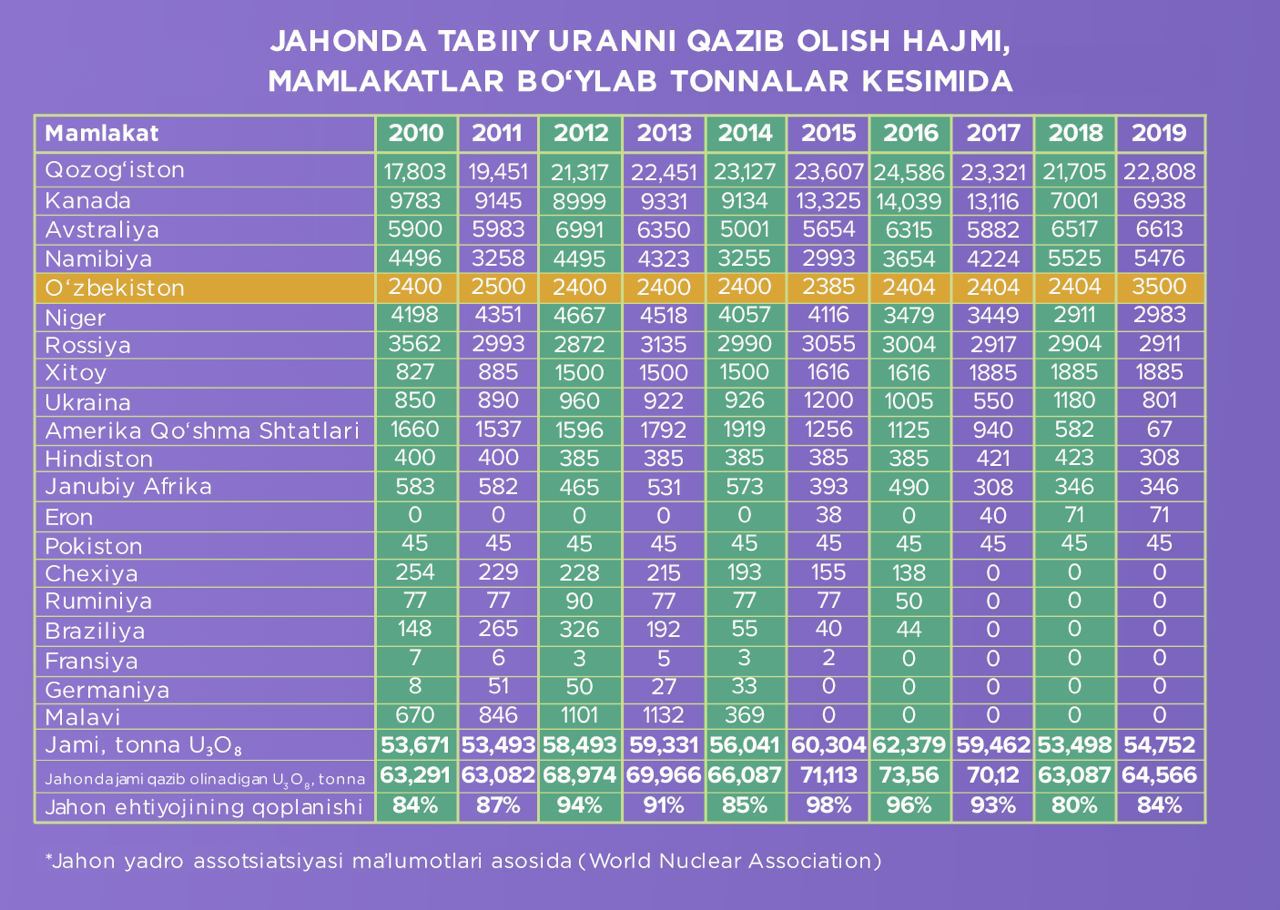 JAHONDA TABIIY URANNI QAZIB OLISH HAJMI,
MAMLAKATLAR BO‘YLAB TONNALAR KESIMIDA
Mamlakat 2010 2011 2012 2013 2014 2015 2016 2017 2018 2019
Qozog‘iston 17,803 19,451 21,317 22,451 23,127 23,607 24,586 23,321 21,705 22,808
Kanada 9783 9145 8999 9331 9134 13,325 14,039 13,116 7001 6938
Avstraliya 5900 5983 6991 6350 5001 5654 6315 5882 6517 6613
Namibiya 4496 3258 4495 4323 3255 2993 3654 4224 5525 5476
O‘zbekiston 2400 2500 2400 2400 2400 2385 2404 2404 2404 3500
Niger 4198 4351 4667 4518 4057 4116 3479 3449 2911 2983
Rossiya 3562 2993 2872 3135 2990 3055 3004 2917 2904 2911
Xitoy 827 885 1500 1500 1500 1616 1616 1885 1885 1885
Ukraina 850 890 960 922 926 1200 1005 550 1180 801
Amerika Qo‘shma Shtatlari 1660 1537 1596 1792 1919 1256 1125 940 582 67
Hindiston 400 400 385 385 385 385 385 421 423 308
Janubiy Afrika 583 582 465 531 573 393 490 308 346 346
Eron 0 0 0 0 0 38 0 40 71 71
Pokiston 45 45 45 45 45 45 45 45 45 45
Chexiya 254 229 228 215 193 155 138 0 0 0
Ruminiya 77 77 90 77 77 77 50 0 0 0
Braziliya 148 265 326 192 55 40 44 0 0 0
Fransiya 7 6 3 5 3 2 0 0 0 0
Germaniya 8 51 50 27 33 0 0 0 0 0
Malavi 670 846 1101 1132 369 0 0 0 0 0
Jami, tonna U₃O₈ 53,671 53,493 58,493 59,331 56,041 60,304 62,379 59,462 53,498 54,752
Jahonda jami qazib olinadigan U₃O₈, tonna 63,291 63,082 68,974 69,966 66,087 71,113 73,56 70,12 63,087 64,566
Jahon ehtiyojining qoplanishi 84% 87% 94% 91% 85% 98% 96% 93% 80% 84%
*Jahon yadro assotsiatsiyasi ma’lumotlari asosida (World Nuclear Association)